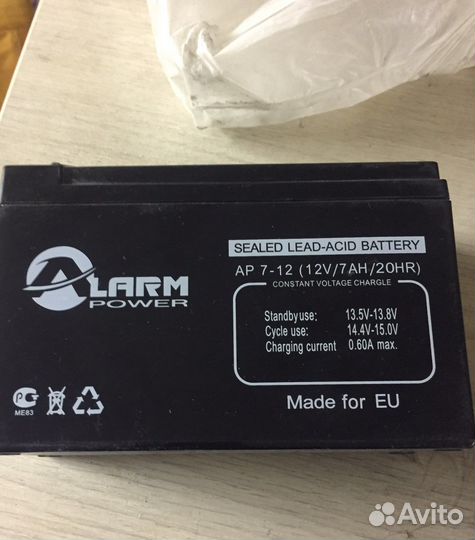 ALARM
POWER
SEALED LEAD-ACID BATTERY
AP 7-12 (12V/7AH/20HR)
CONSTANT VOLTAGE CHARGLE
Standby use: 13.5V-13.8V
Cycle use: 14.4V-15.0V
Charging current 0.60A max.
ME83
Made for EU
Avito